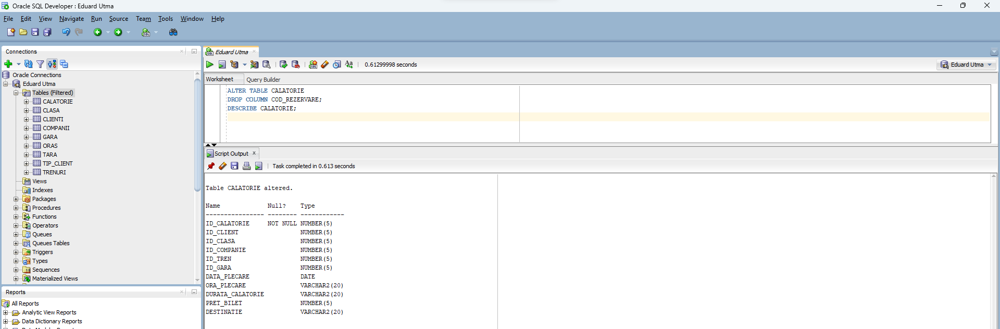 Oracle SQL Developer : Eduard Utma
File Edit View Navigate Run Source Team Tools Window Help
Connections
Oracle Connections
Eduard Utma
Tables (Filtered)
CALATORIE
CLASA
CLIENTI
COMPANII
GARA
ORAS
TARA
TIP_CLIENT
TRENURI
Views
Indexes
Packages
Procedures
Functions
Operators
Queues
Queues Tables
Triggers
Types
Sequences
Materialized Views
Reports
All Reports
Analytic View Reports
Data Dictionary Reports
Eduard Utma
0.61299998 seconds
Eduard Utma
Worksheet Query Builder
ALTER TABLE CALATORIE
DROP COLUMN COD_REZERVARE;
DESCRIBE CALATORIE;
Script Output
Task completed in 0.613 seconds
Table CALATORIE altered.
Name Null? Type
---------------- -------- ------------
ID_CALATORIE NOT NULL NUMBER(5)
ID_CLIENT NUMBER(5)
ID_CLASA NUMBER(5)
ID_COMPANIE NUMBER(5)
ID_TREN NUMBER(5)
ID_GARA NUMBER(5)
DATA_PLECARE DATE
ORA_PLECARE VARCHAR2(20)
DURATA_CALATORIE VARCHAR2(20)
PRET_BILET NUMBER(5)
DESTINATIE VARCHAR2(20)